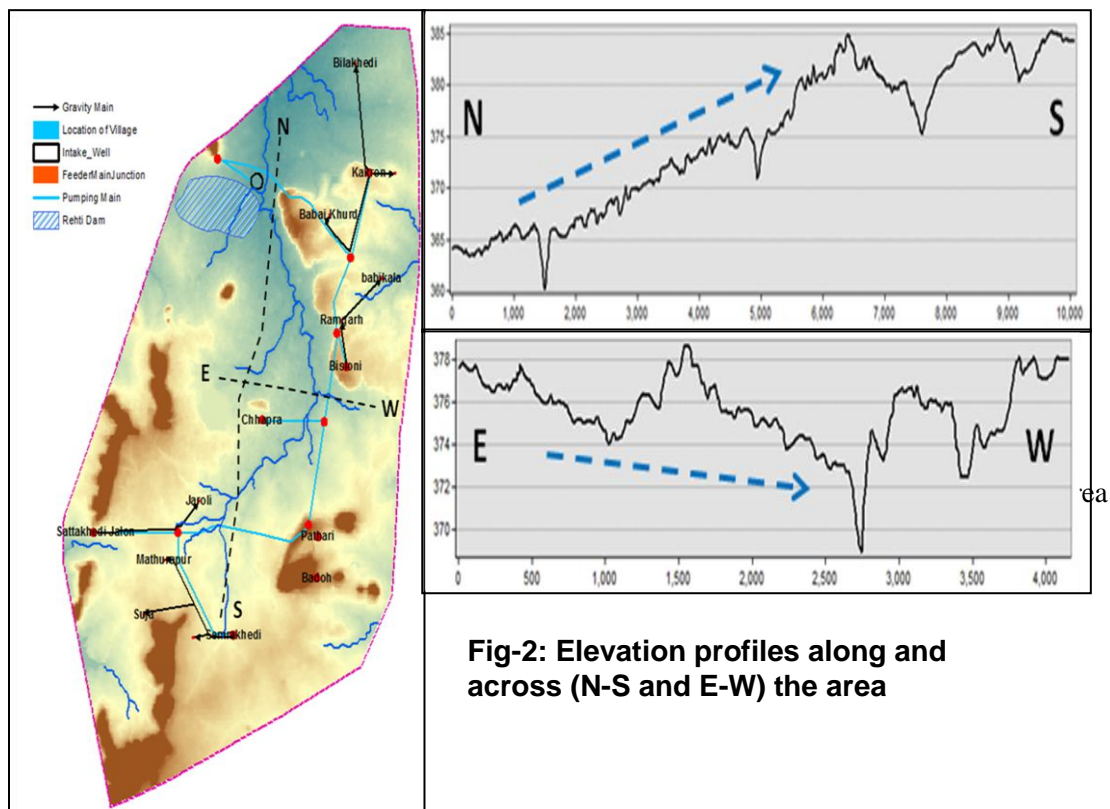 Gravity Main
Location of Village
Intake_Well
FeederMainJunction
Pumping Main
Rehti Dam
Bilakhedi
N
Kakron
Babai Khurd
babikala
Ramgarh
Bisroni
E
W
Chhapra
Jaroli
Sattakhedi Jalon
Pathari
Mathurapur
Badoh
Suja
S
Semrakhedi
385
380
375
370
365
360
N
S
0 1,000 2,000 3,000 4,000 5,000 6,000 7,000 8,000 9,000 10,000
378
376
374
372
370
E
W
0 500 1,000 1,500 2,000 2,500 3,000 3,500 4,000
rea
Fig-2: Elevation profiles along and
across (N-S and E-W) the area